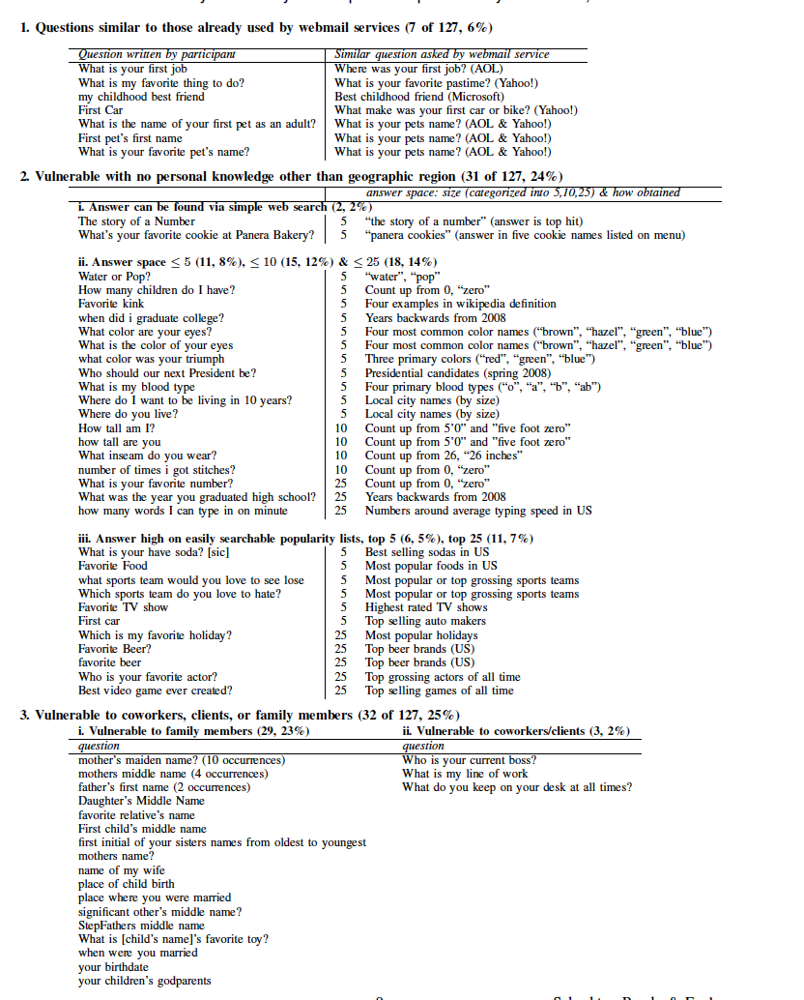 1. Questions similar to those already used by webmail services (7 of 127, 6%)
Question written by participant Similar question asked by webmail service
What is your first job Where was your first job? (AOL)
What is my favorite thing to do? What is your favorite pastime? (Yahoo!)
my childhood best friend Best childhood friend (Microsoft)
First Car What make was your first car or bike? (Yahoo!)
What is the name of your first pet as an adult? What is your pets name? (AOL & Yahoo!)
First pet's first name What is your pets name? (AOL & Yahoo!)
What is your favorite pet's name? What is your pets name? (AOL & Yahoo!)
2. Vulnerable with no personal knowledge other than geographic region (31 of 127, 24%)
answer space: size (categorized into 5,10,25) & how obtained
i. Answer can be found via simple web search (2, 2%)
The story of a Number 5 “the story of a number” (answer is top hit)
What's your favorite cookie at Panera Bakery? 5 “panera cookies” (answer in five cookie names listed on menu)
ii. Answer space ≤ 5 (11, 8%), ≤ 10 (15, 12%) & ≤ 25 (18, 14%)
Water or Pop? 5 “water”, “pop”
How many children do I have? 5 Count up from 0, “zero”
Favorite kink 5 Four examples in wikipedia definition
when did i graduate college? 5 Years backwards from 2008
What color are your eyes? 5 Four most common color names (“brown”, “hazel”, “green”, “blue”)
What is the color of your eyes 5 Four most common color names (“brown”, “hazel”, “green”, “blue”)
what color was your triumph 5 Three primary colors (“red”, “green”, “blue”)
Who should our next President be? 5 Presidential candidates (spring 2008)
What is my blood type 5 Four primary blood types (“o”, “a”, “b”, “ab”)
Where do I want to be living in 10 years? 5 Local city names (by size)
Where do you live? 5 Local city names (by size)
How tall am I? 10 Count up from 5'0” and ”five foot zero”
how tall are you 10 Count up from 5'0” and ”five foot zero”
What inseam do you wear? 10 Count up from 26, “26 inches”
number of times i got stitches? 10 Count up from 0, “zero”
What is your favorite number? 25 Count up from 0, “zero”
What was the year you graduated high school? 25 Years backwards from 2008
how many words I can type in on minute 25 Numbers around average typing speed in US
iii. Answer high on easily searchable popularity lists, top 5 (6, 5%), top 25 (11, 7%)
What is your have soda? [sic] 5 Best selling sodas in US
Favorite Food 5 Most popular foods in US
what sports team would you love to see lose 5 Most popular or top grossing sports teams
Which sports team do you love to hate? 5 Most popular or top grossing sports teams
Favorite TV show 5 Highest rated TV shows
First car 5 Top selling auto makers
Which is my favorite holiday? 25 Most popular holidays
Favorite Beer? 25 Top beer brands (US)
favorite beer 25 Top beer brands (US)
Who is your favorite actor? 25 Top grossing actors of all time
Best video game ever created? 25 Top selling games of all time
3. Vulnerable to coworkers, clients, or family members (32 of 127, 25%)
i. Vulnerable to family members (29, 23%) ii. Vulnerable to coworkers/clients (3, 2%)
question question
mother's maiden name? (10 occurrences) Who is your current boss?
mothers middle name (4 occurrences) What is my line of work
father's first name (2 occurrences) What do you keep on your desk at all times?
Daughter's Middle Name
favorite relative's name
First child's middle name
first initial of your sisters names from oldest to youngest
mothers name?
name of my wife
place of child birth
place where you were married
significant other's middle name?
StepFathers middle name
What is [child's name]'s favorite toy?
when were you married
your birthdate
your children's godparents